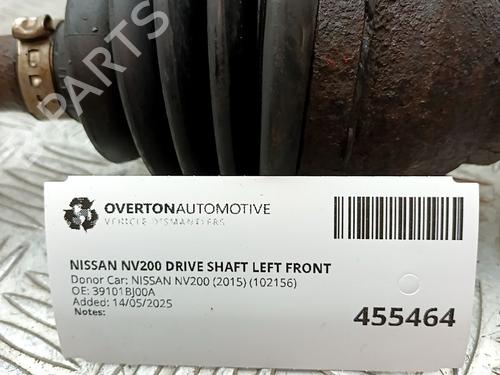 B-PARTS
OVERTONAUTOMOTIVE
VEHICLE DISMANTLERS
NISSAN NV200 DRIVE SHAFT LEFT FRONT
Donor Car: NISSAN NV200 (2015) (102156)
OE: 39101BJ00A
Added: 14/05/2025
Notes:
455464